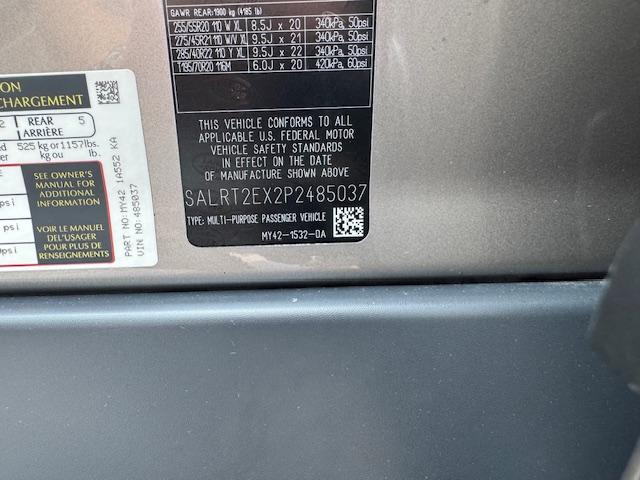 GAWR REAR:1900 kg (4185 lb)
255/55R20 110 W XL 8.5J x 20 340kPa, 50psi
275/45R21 110 W/V XL 9.5J x 21 340kPa, 50psi
285/40R22 110 Y XL 9.5J x 22 340kPa, 50psi
T195/70R20 116M 6.0J x 20 420kPa, 60psi
THIS VEHICLE CONFORMS TO ALL
APPLICABLE U.S. FEDERAL MOTOR
VEHICLE SAFETY STANDARDS
IN EFFECT ON THE DATE
OF MANUFACTURE SHOWN ABOVE
SALRT2EX2P2485037
TYPE: MULTI-PURPOSE PASSENGER VEHICLE
MY42-1532-DA
ION
CHARGEMENT
2 REAR 5
ARRIÈRE
ed 525 kg or 1157lbs.
er kg ou lb.
SEE OWNER'S
MANUAL FOR
ADDITIONAL
INFORMATION
psi
VOIR LE MANUEL
DE L'USAGER
POUR PLUS DE
RENSEIGNEMENTS
psi
psi
PART NO: MY42 1A552 KA
VIN NO: 485037